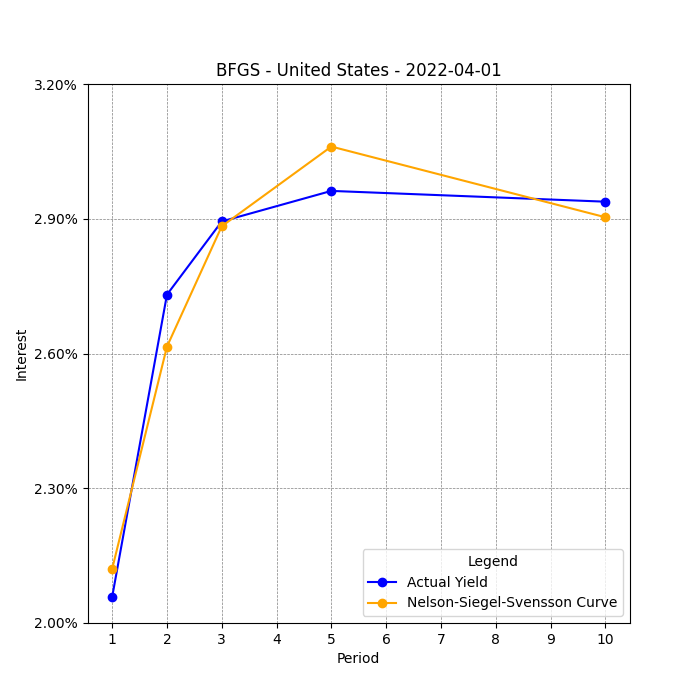 BFGS - United States - 2022-04-01
3.20%
2.90%
2.60%
2.30%
2.00%
Interest
1 2 3 4 5 6 7 8 9 10
Period
Legend
Actual Yield
Nelson-Siegel-Svensson Curve